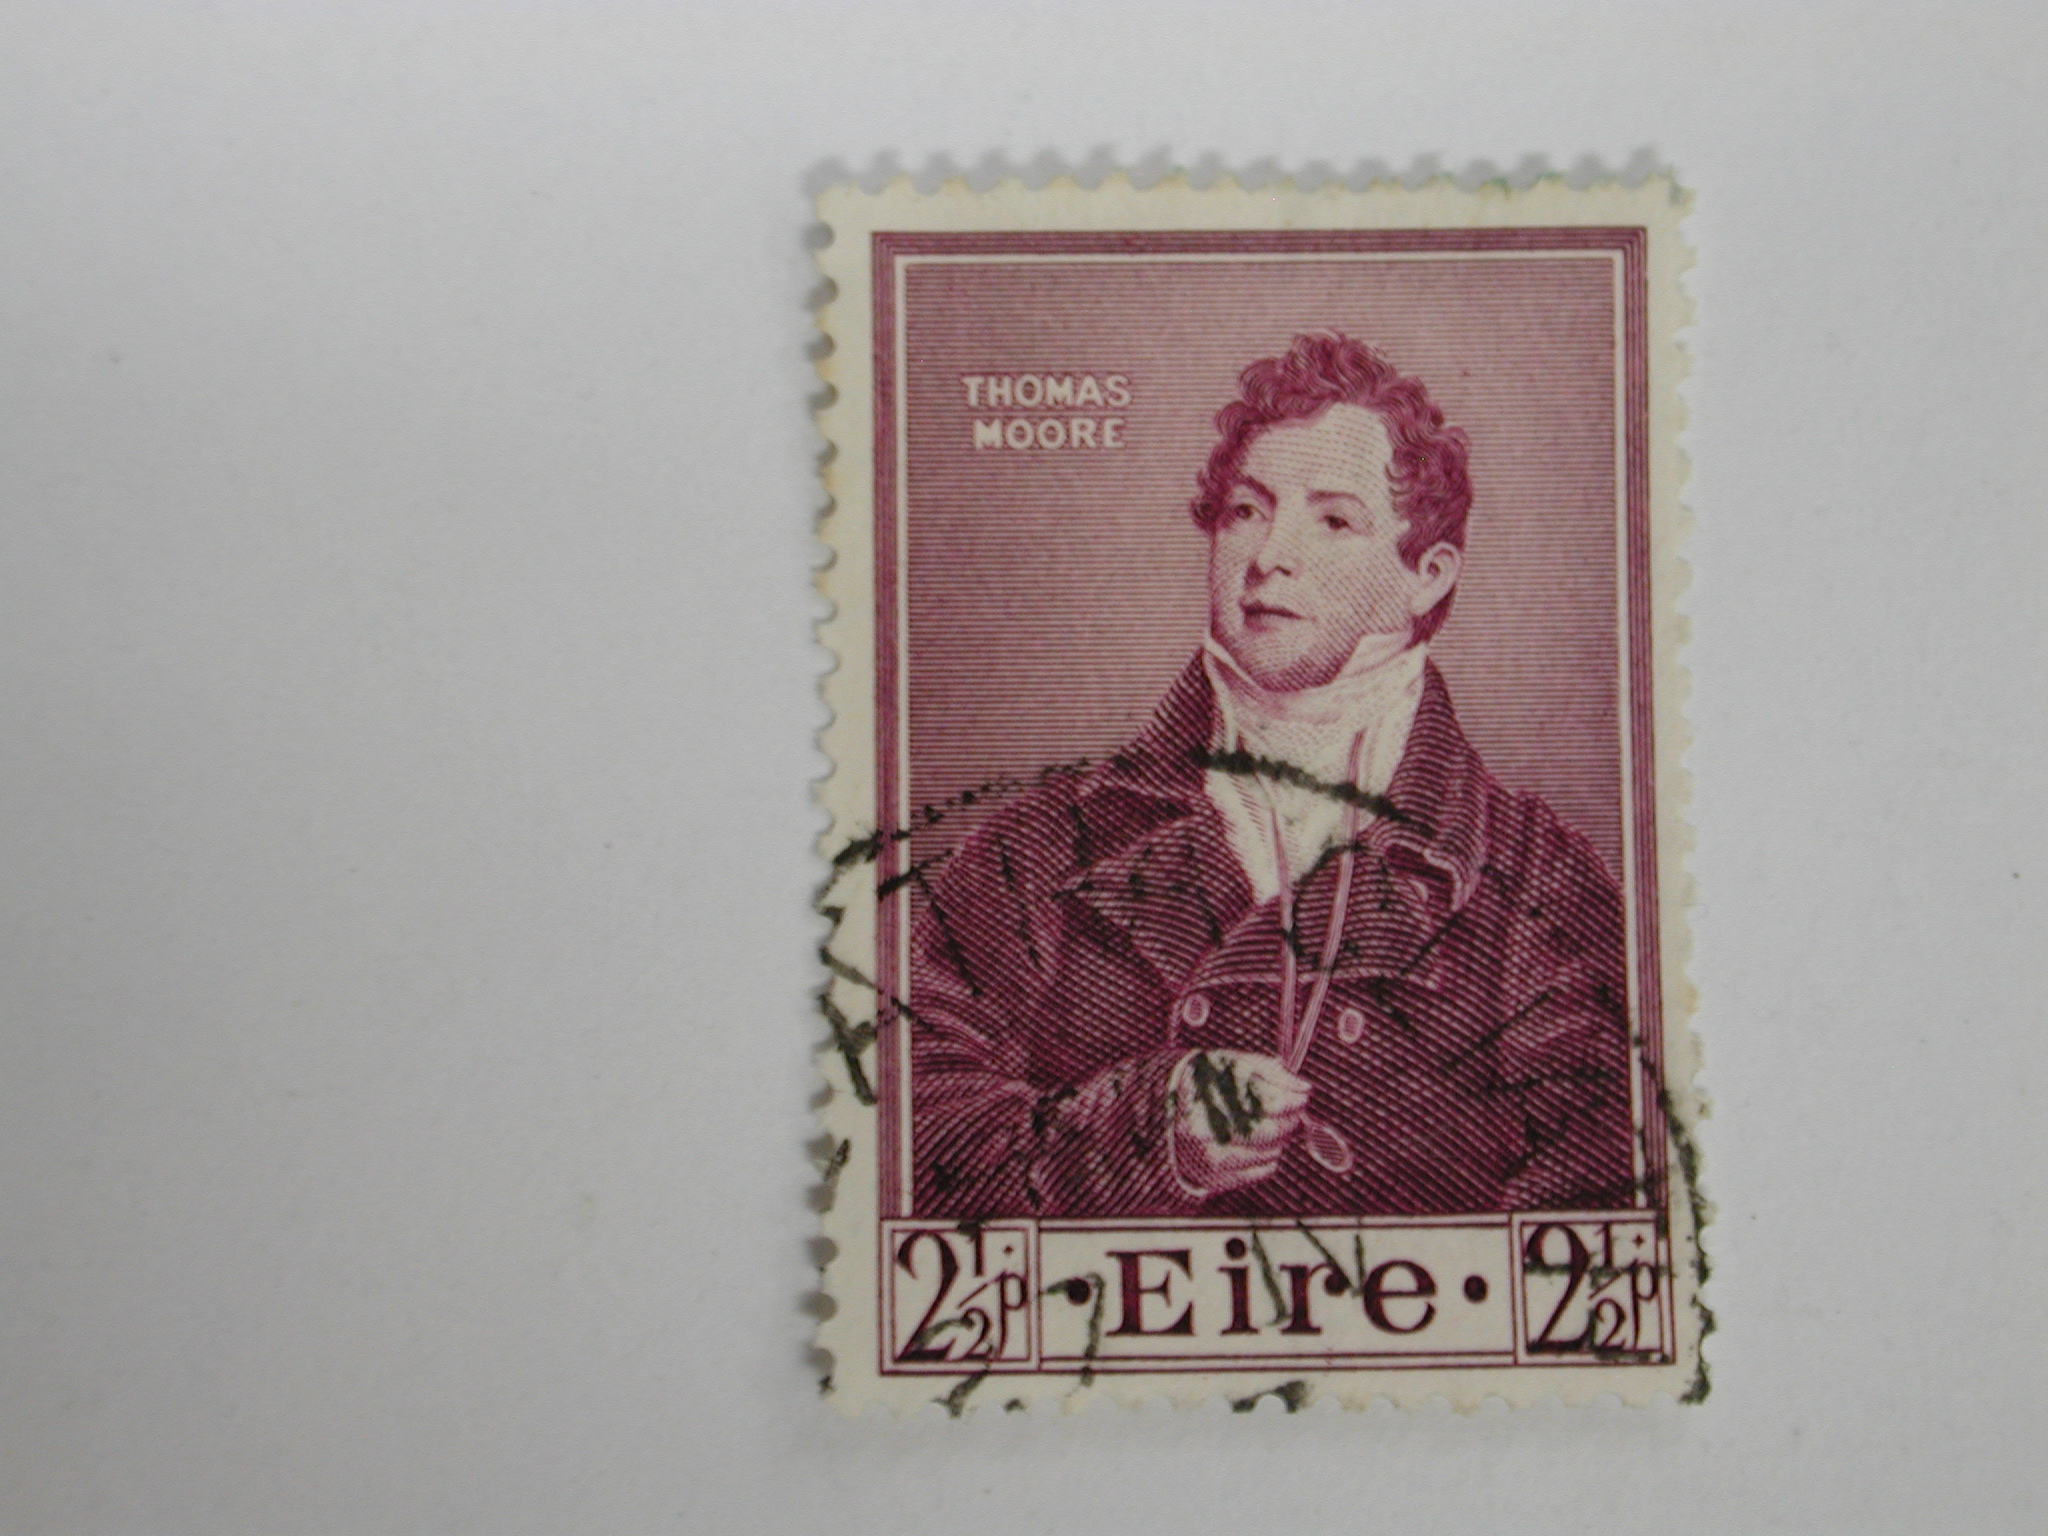 THOMAS
MOORE
2½p • Eire • 2½p